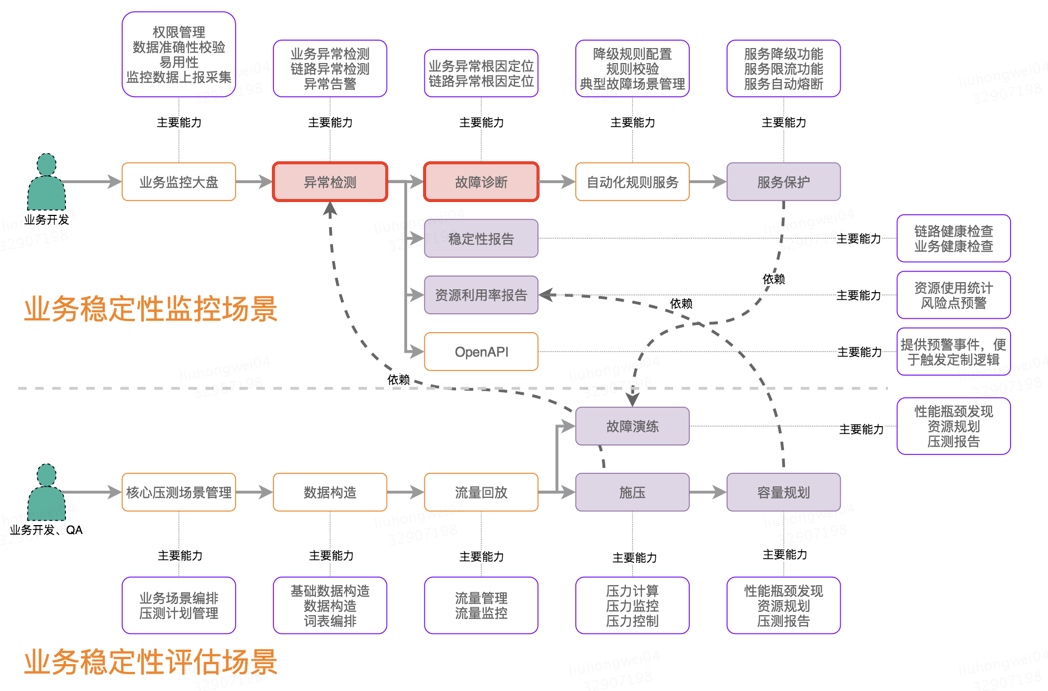 权限管理
数据准确性校验
易用性
监控数据上报采集
业务异常检测
链路异常检测
异常告警
业务异常根因定位
链路异常根因定位
降级规则配置
规则校验
典型故障场景管理
服务降级功能
服务限流功能
服务自动熔断
主要能力
主要能力
主要能力
主要能力
主要能力
业务开发
业务监控大盘
异常检测
故障诊断
自动化规则服务
服务保护
稳定性报告
主要能力
链路健康检查
业务健康检查
依赖
业务稳定性监控场景
资源利用率报告
依赖
主要能力
资源使用统计
风险点预警
OpenAPI
主要能力
提供预警事件，便
于触发定制逻辑
依赖
故障演练
主要能力
性能瓶颈发现
资源规划
压测报告
业务开发、QA
核心压测场景管理
数据构造
流量回放
施压
容量规划
主要能力
主要能力
主要能力
主要能力
主要能力
业务场景编排
压测计划管理
基础数据构造
数据构造
词表编排
流量管理
流量监控
压力计算
压力监控
压力控制
性能瓶颈发现
资源规划
压测报告
业务稳定性评估场景
liuhongwei04
32907198